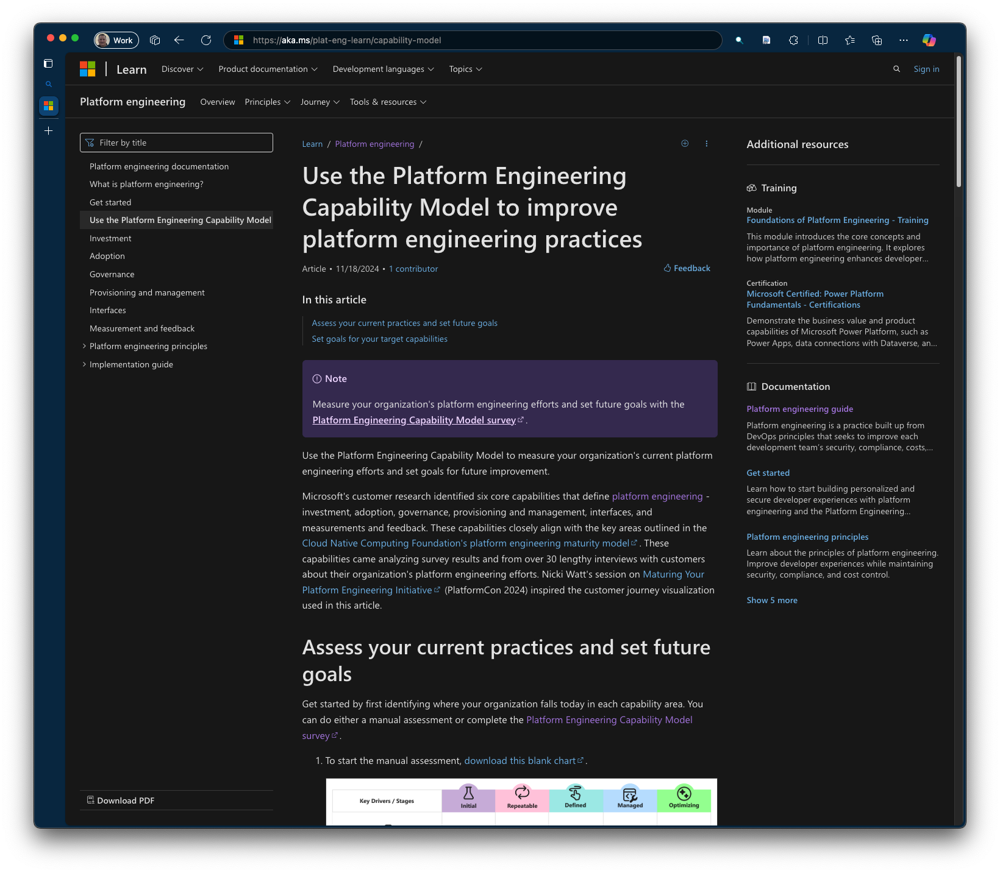 Work
https://aka.ms/plat-eng-learn/capability-model
Learn
Discover
Product documentation
Development languages
Topics
Sign in
Platform engineering
Overview
Principles
Journey
Tools & resources
Filter by title
Platform engineering documentation
What is platform engineering?
Get started
Use the Platform Engineering Capability Model
Investment
Adoption
Governance
Provisioning and management
Interfaces
Measurement and feedback
Platform engineering principles
Implementation guide
Download PDF
Learn / Platform engineering /
Use the Platform Engineering
Capability Model to improve
platform engineering practices
Article • 11/18/2024 • 1 contributor
Feedback
In this article
Assess your current practices and set future goals
Set goals for your target capabilities
Note
Measure your organization's platform engineering efforts and set future goals with the
Platform Engineering Capability Model survey.
Use the Platform Engineering Capability Model to measure your organization's current platform
engineering efforts and set goals for future improvement.
Microsoft's customer research identified six core capabilities that define platform engineering -
investment, adoption, governance, provisioning and management, interfaces, and
measurements and feedback. These capabilities closely align with the key areas outlined in the
Cloud Native Computing Foundation's platform engineering maturity model. These
capabilities came analyzing survey results and from over 30 lengthy interviews with customers
about their organization's platform engineering efforts. Nicki Watt's session on Maturing Your
Platform Engineering Initiative (PlatformCon 2024) inspired the customer journey visualization
used in this article.
Assess your current practices and set future
goals
Get started by first identifying where your organization falls today in each capability area. You
can do either a manual assessment or complete the Platform Engineering Capability Model
survey.
1. To start the manual assessment, download this blank chart.
Key Drivers / Stages
Initial
Repeatable
Defined
Managed
Optimizing
Additional resources
Training
Module
Foundations of Platform Engineering - Training
This module introduces the core concepts and
importance of platform engineering. It explores
how platform engineering enhances developer...
Certification
Microsoft Certified: Power Platform
Fundamentals - Certifications
Demonstrate the business value and product
capabilities of Microsoft Power Platform, such as
Power Apps, data connections with Dataverse, an...
Documentation
Platform engineering guide
Platform engineering is a practice built up from
DevOps principles that seeks to improve each
development team's security, compliance, costs,...
Get started
Learn how to start building personalized and
secure developer experiences with platform
engineering and the Platform Engineering...
Platform engineering principles
Learn about the principles of platform engineering.
Improve developer experiences while maintaining
security, compliance, and cost control.
Show 5 more